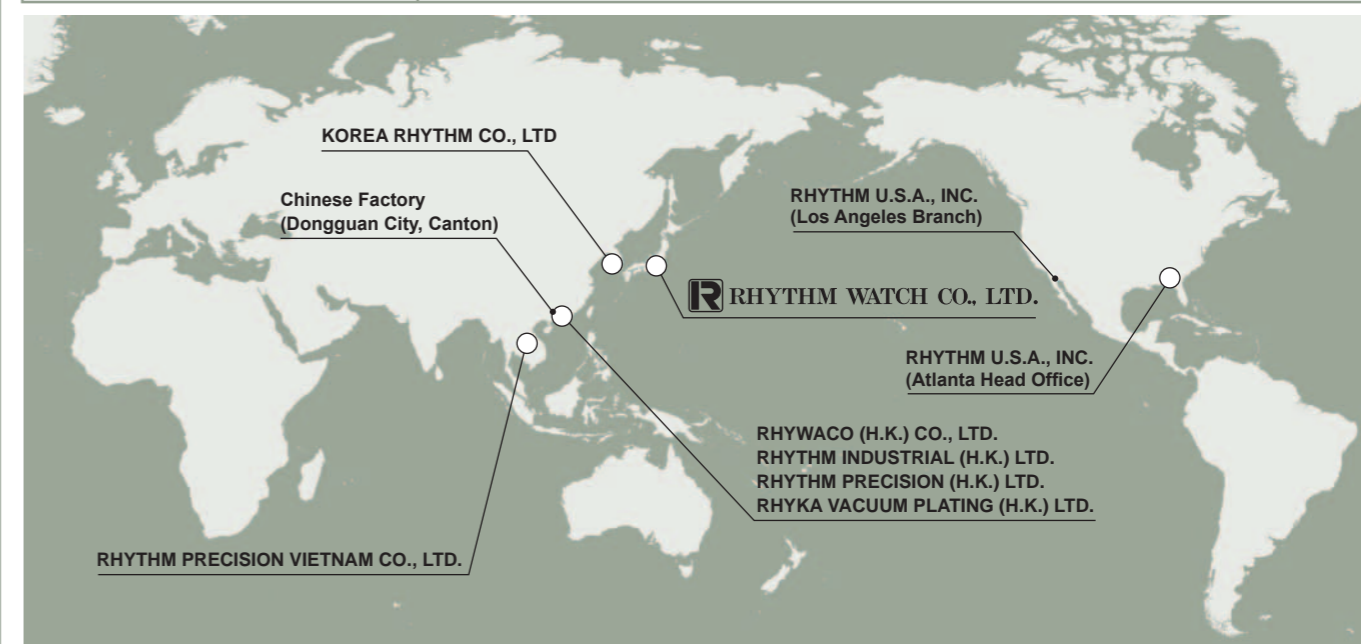 KOREA RHYTHM CO., LTD
Chinese Factory
(Dongguan City, Canton)
RHYTHM U.S.A., INC.
(Los Angeles Branch)
R RHYTHM WATCH CO., LTD.
RHYTHM U.S.A., INC.
(Atlanta Head Office)
RHYWACO (H.K.) CO., LTD.
RHYTHM INDUSTRIAL (H.K.) LTD.
RHYTHM PRECISION (H.K.) LTD.
RHYKA VACUUM PLATING (H.K.) LTD.
RHYTHM PRECISION VIETNAM CO., LTD.